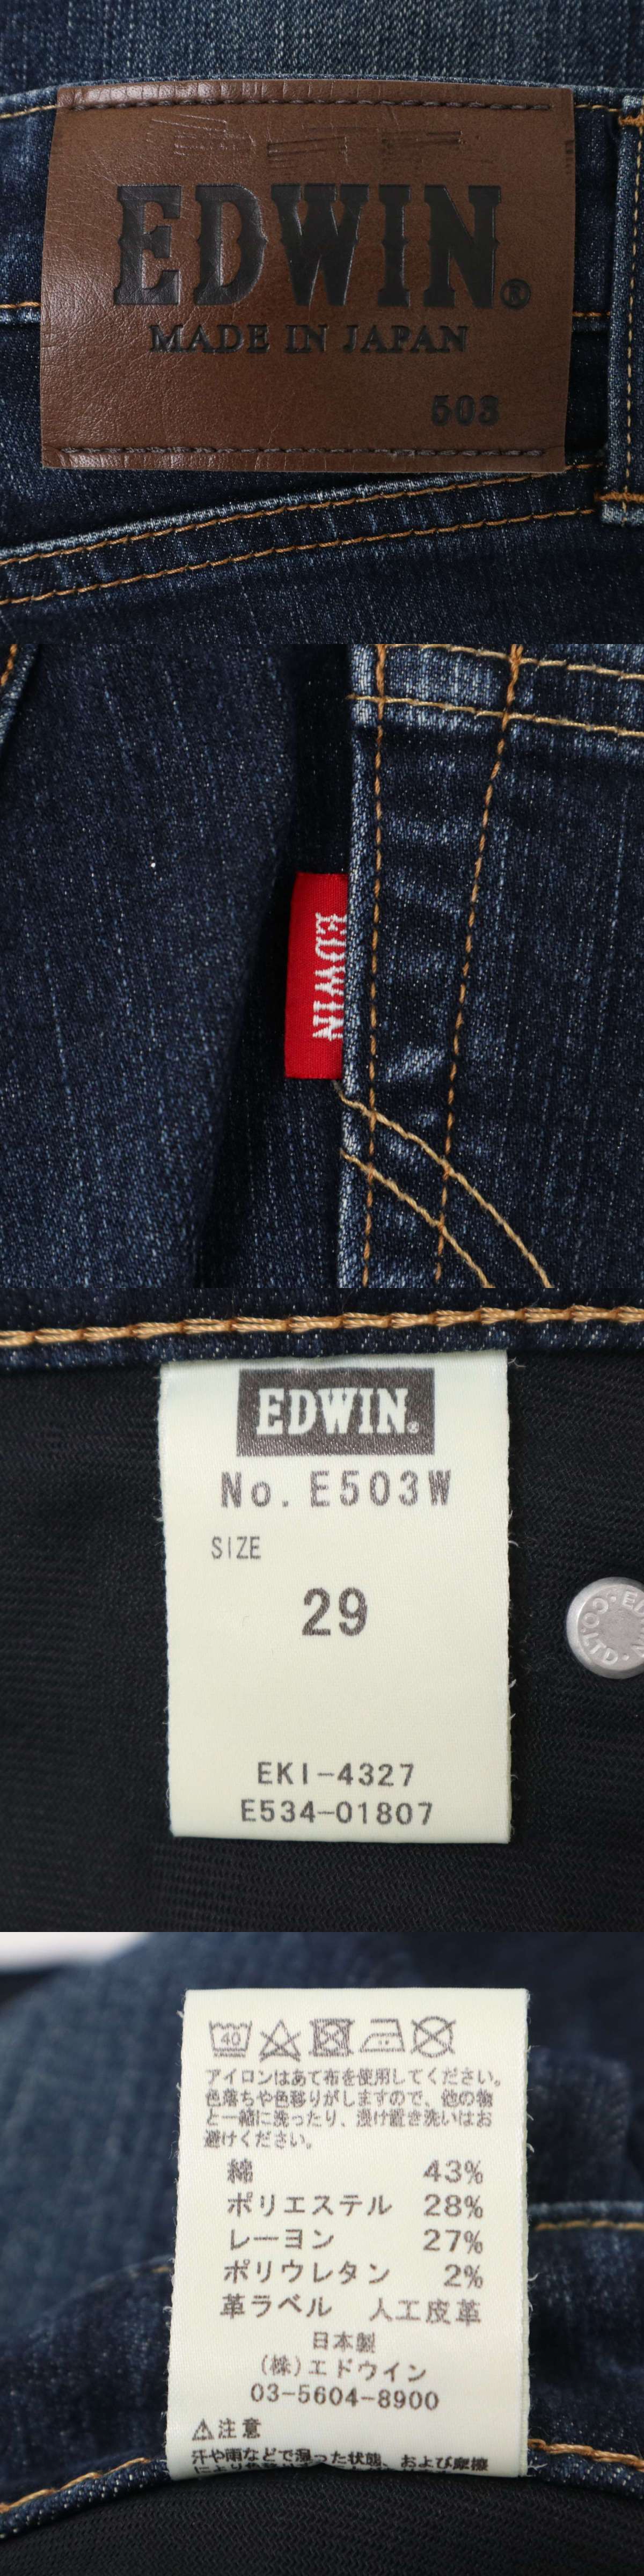 EDWIN®
MADE IN JAPAN
503
EDWIN
EDWIN®
No. E503W
SIZE
29
EKI-4327
E534-01807
CO.LTD.
40
アイロンはあて布を使用してください。
色落ちや色移りがしますので、他の物
と一緒に洗ったり、浸け置き洗いはお
避けください。
綿 43%
ポリエステル 28%
レーヨン 27%
ポリウレタン 2%
革ラベル 人工皮革
日本製
(株)エドウイン
03-5604-8900
⚠注意
汗や雨などで湿った状態、および摩擦